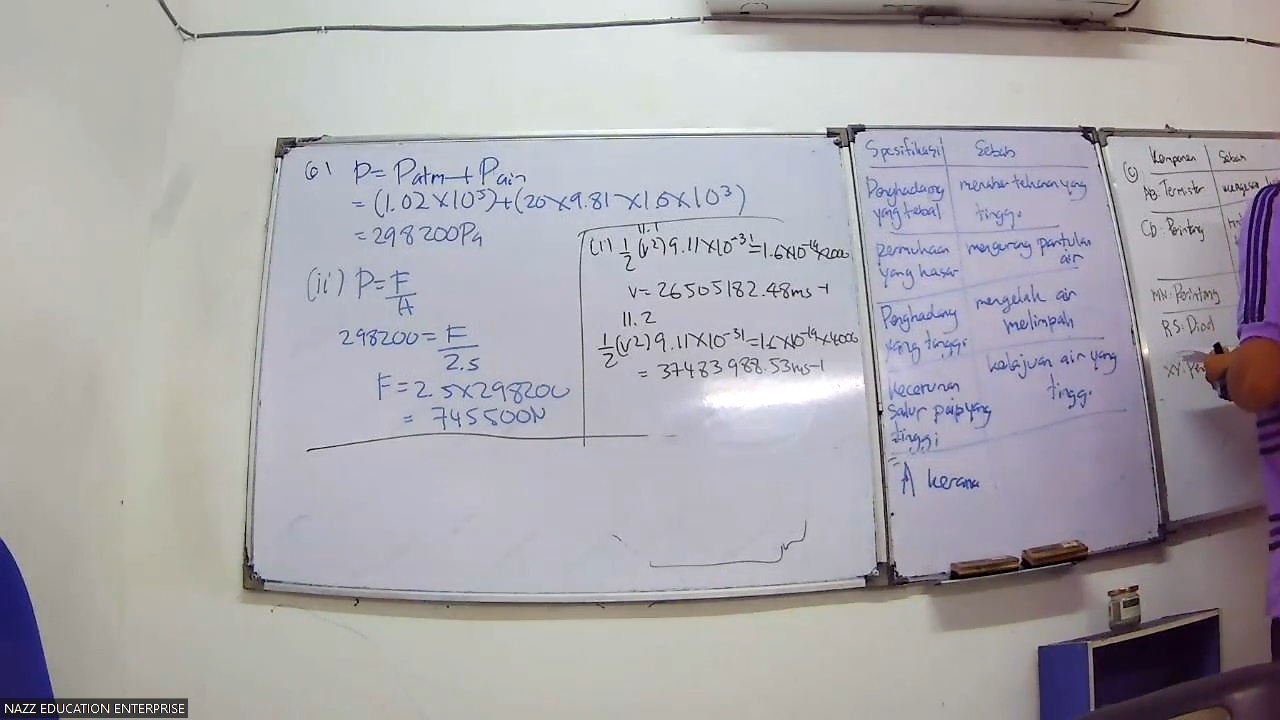 (i) P = Patm + Pair
= (1.02 × 10⁵) + (20 × 9.81 × 1.0 × 10³)
= 298200Pa
(ii) P = F/A
298200 = F/2.5
F = 2.5 × 298200
= 745500N
11.1
(i) 1/2 (v²) 9.11 × 10⁻³¹ = 1.6 × 10⁻¹⁹ × 2000
v = 26505182.48ms⁻¹
11.2
1/2 (v²) 9.11 × 10⁻³¹ = 1.6 × 10⁻¹⁹ × 4000
= 37483988.53ms⁻¹
Spesifikasi Sebab
Penghadang yang tebal
menahan tekanan yang tinggi.
permukaan yang kasar
mengurang pantulan air
Penghadang yang tinggi
mengelak air melimpah
kecerunan salur paip yang tinggi
kelajuan air yang tinggi.
A kerana
(c) Komponen Sebab
AB: Termistor
CD: Perintang
MN: Perintang
RS: Diod
XY:
NAZZ EDUCATION ENTERPRISE